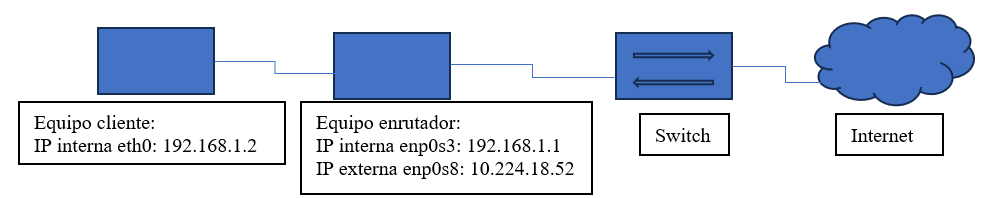 Equipo cliente:
IP interna eth0: 192.168.1.2
Equipo enrutador:
IP interna enp0s3: 192.168.1.1
IP externa enp0s8: 10.224.18.52
Switch
Internet